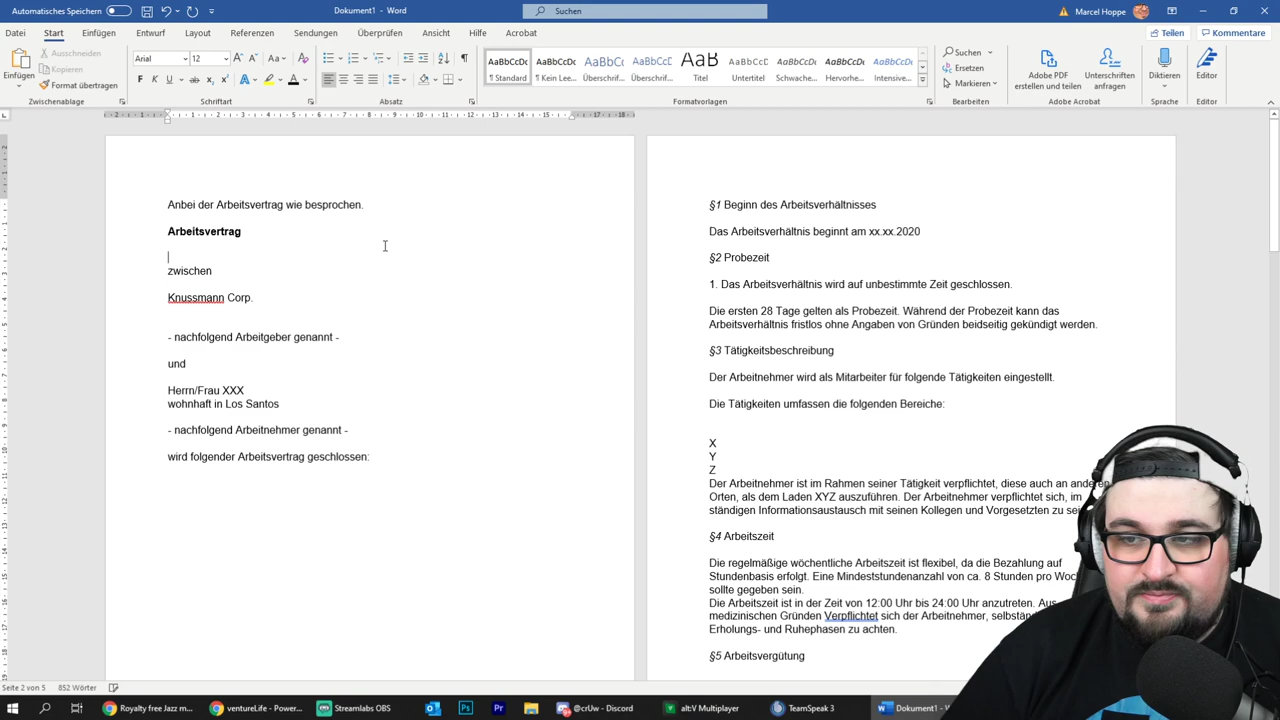 Automatisches Speichern
Dokument1 - Word
Suchen
Marcel Hoppe
Datei Start Einfügen Entwurf Layout Referenzen Sendungen Überprüfen Ansicht Hilfe Acrobat
Teilen Kommentare
Einfügen
Ausschneiden
Kopieren
Format übertragen
Zwischenablage
Arial 12
F K U ab
Schriftart
Absatz
AaBbCcDc AaBbCcDc AaBbCc AaBbCcC AaB AaBbCcC AaBbCcDc AaBbCcDc AaBbCcDc
¶ Standard ¶ Kein Lee... Überschrif... Überschrif... Titel Untertitel Schwache... Hervorhe... Intensive...
Formatvorlagen
Suchen
Ersetzen
Markieren
Bearbeiten
Adobe PDF
erstellen und teilen
Unterschriften
anfragen
Adobe Acrobat
Diktieren
Sprache
Editor
Editor
Anbei der Arbeitsvertrag wie besprochen.
Arbeitsvertrag
zwischen
Knussmann Corp.
- nachfolgend Arbeitgeber genannt -
und
Herrn/Frau XXX
wohnhaft in Los Santos
- nachfolgend Arbeitnehmer genannt -
wird folgender Arbeitsvertrag geschlossen:
§1 Beginn des Arbeitsverhältnisses
Das Arbeitsverhältnis beginnt am xx.xx.2020
§2 Probezeit
1. Das Arbeitsverhältnis wird auf unbestimmte Zeit geschlossen.
Die ersten 28 Tage gelten als Probezeit. Während der Probezeit kann das
Arbeitsverhältnis fristlos ohne Angaben von Gründen beidseitig gekündigt werden.
§3 Tätigkeitsbeschreibung
Der Arbeitnehmer wird als Mitarbeiter für folgende Tätigkeiten eingestellt.
Die Tätigkeiten umfassen die folgenden Bereiche:
X
Y
Z
Der Arbeitnehmer ist im Rahmen seiner Tätigkeit verpflichtet, diese auch an anderen
Orten, als dem Laden XYZ auszuführen. Der Arbeitnehmer verpflichtet sich, im
ständigen Informationsaustausch mit seinen Kollegen und Vorgesetzten zu sei
§4 Arbeitszeit
Die regelmäßige wöchentliche Arbeitszeit ist flexibel, da die Bezahlung auf
Stundenbasis erfolgt. Eine Mindeststundenanzahl von ca. 8 Stunden pro Woc
sollte gegeben sein.
Die Arbeitszeit ist in der Zeit von 12:00 Uhr bis 24:00 Uhr anzutreten. Aus
medizinischen Gründen Verpflichtet sich der Arbeitnehmer, selbstän
Erholungs- und Ruhephasen zu achten.
§5 Arbeitsvergütung
Seite 2 von 5 852 Wörter
Royalty free Jazz m... ventureLife - Power... Streamlabs OBS @crUw - Discord alt:V Multiplayer TeamSpeak 3 Dokument1 - W